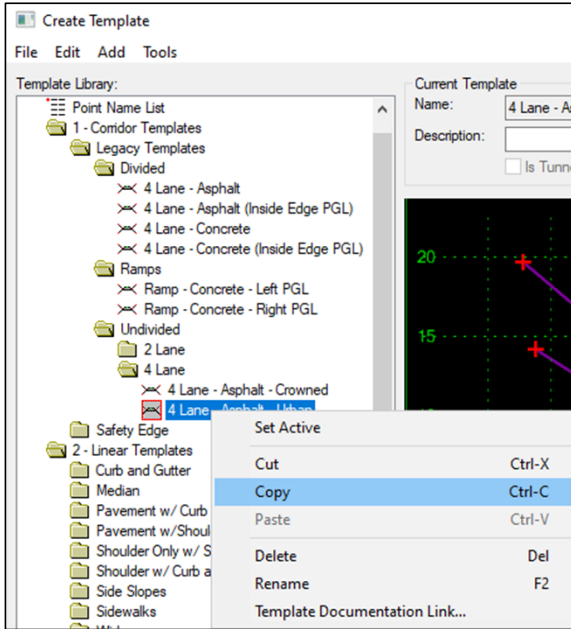 Create Template
File Edit Add Tools
Template Library:
Point Name List
1 - Corridor Templates
Legacy Templates
Divided
4 Lane - Asphalt
4 Lane - Asphalt (Inside Edge PGL)
4 Lane - Concrete
4 Lane - Concrete (Inside Edge PGL)
Ramps
Ramp - Concrete - Left PGL
Ramp - Concrete - Right PGL
Undivided
2 Lane
4 Lane
4 Lane - Asphalt - Crowned
4 Lane - Asphalt - Urban
Safety Edge
2 - Linear Templates
Curb and Gutter
Median
Pavement w/ Curb
Pavement w/Shoul
Shoulder Only w/ S
Shoulder w/ Curb a
Side Slopes
Sidewalks
Current Template
Name: 4 Lane - A
Description:
Is Tunn
20
15
Set Active
Cut Ctrl-X
Copy Ctrl-C
Paste Ctrl-V
Delete Del
Rename F2
Template Documentation Link...